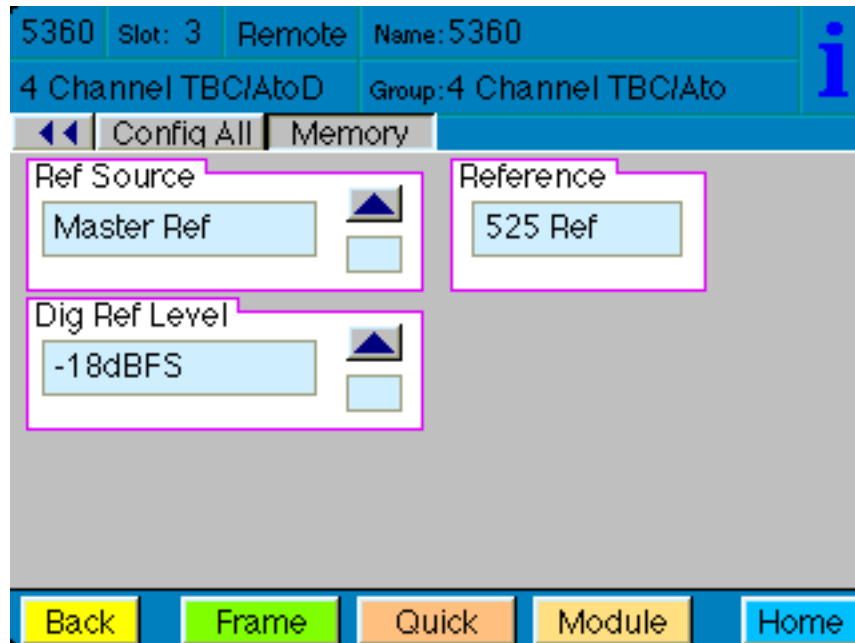 5360 Slot: 3 Remote Name:5360
4 Channel TBC/AtoD Group:4 Channel TBC/Ato
i
Config All Memory
Ref Source Reference
Master Ref 525 Ref
Dig Ref Level
-18dBFS
Back Frame Quick Module Home